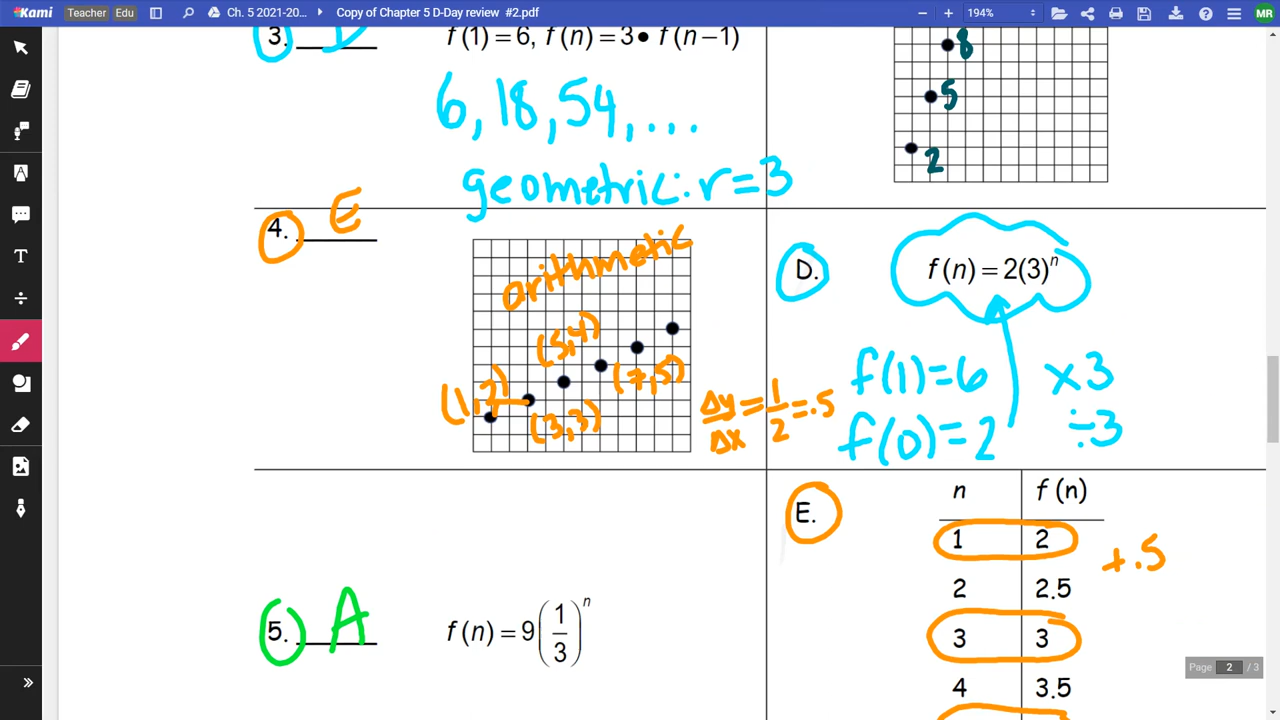 Kami
Teacher
Edu
Ch. 5 2021-20...
Copy of Chapter 5 D-Day review #2.pdf
194%
MR
3. D
f(1) = 6, f(n) = 3• f(n−1)
6, 18, 54, ...
geometric: r = 3
8
5
2
4. E
arithmetic
(1,2)
(3,3)
(5,4)
(7,5)
Δy/Δx = 1/2 = .5
D.
f(n) = 2(3)^n
f(1) = 6 ×3
f(0) = 2 ÷3
E.
n f(n)
1 2
+.5
2 2.5
3 3
4 3.5
5. A
f(n) = 9(1/3)^n
Page 2 / 3